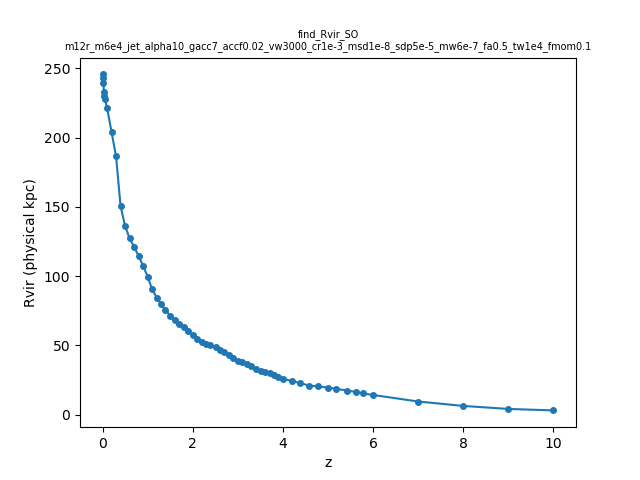 find_Rvir_SO
m12r_m6e4_jet_alpha10_gacc7_accf0.02_vw3000_cr1e-3_msd1e-8_sdp5e-5_mw6e-7_fa0.5_tw1e4_fmom0.1
250
200
150
100
50
0
Rvir (physical kpc)
0 2 4 6 8 10
z